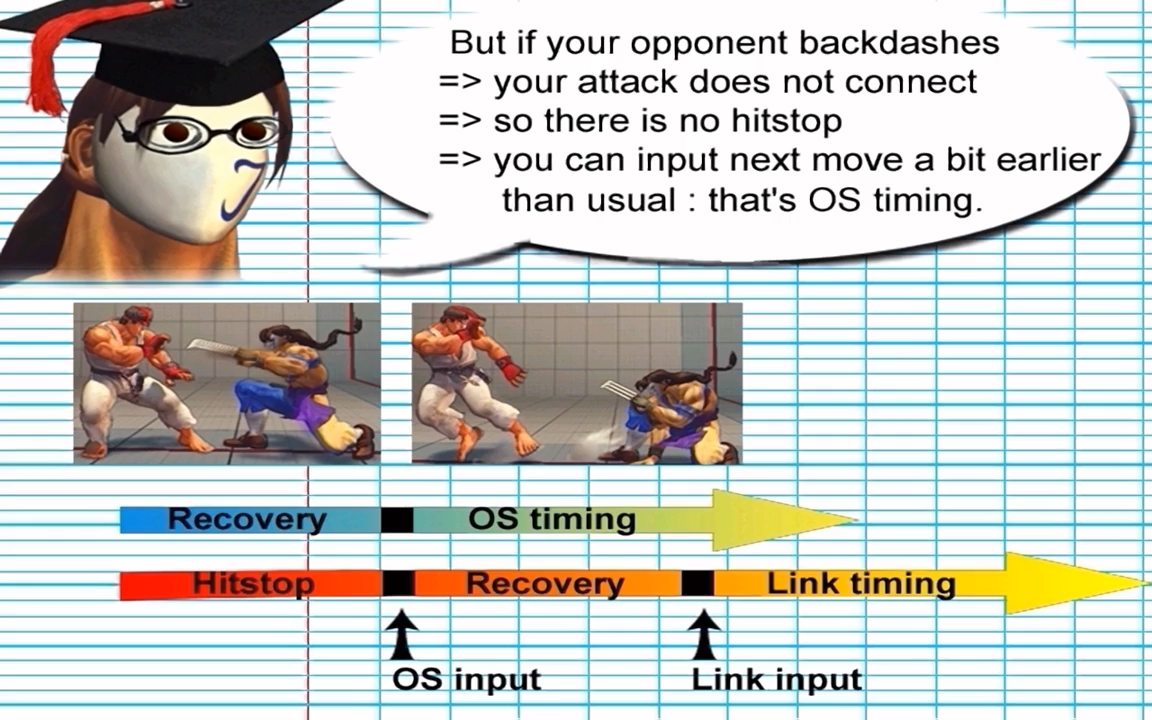 But if your opponent backdashes
=> your attack does not connect
=> so there is no hitstop
=> you can input next move a bit earlier
than usual : that's OS timing.
Recovery OS timing
Hitstop Recovery Link timing
OS input Link input